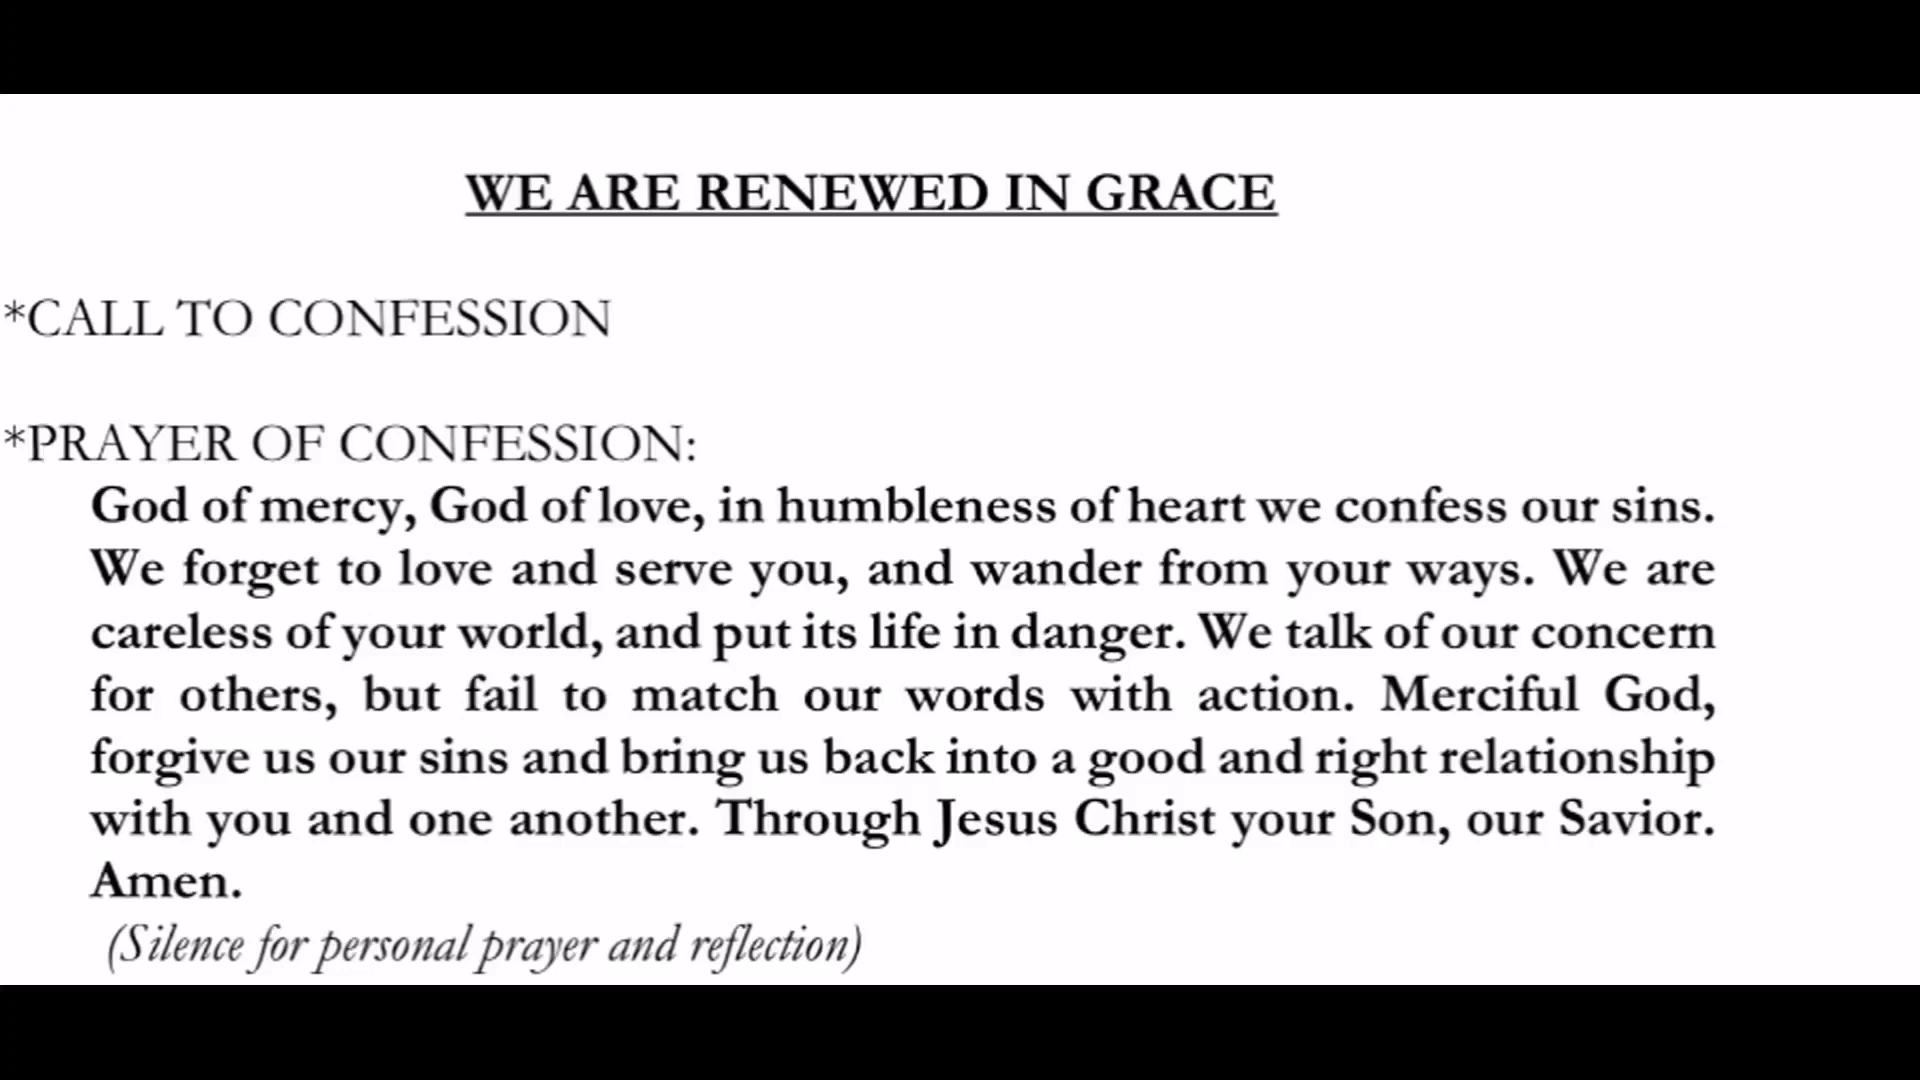 WE ARE RENEWED IN GRACE
*CALL TO CONFESSION
*PRAYER OF CONFESSION:
God of mercy, God of love, in humbleness of heart we confess our sins.
We forget to love and serve you, and wander from your ways. We are
careless of your world, and put its life in danger. We talk of our concern
for others, but fail to match our words with action. Merciful God,
forgive us our sins and bring us back into a good and right relationship
with you and one another. Through Jesus Christ your Son, our Savior.
Amen.
(Silence for personal prayer and reflection)